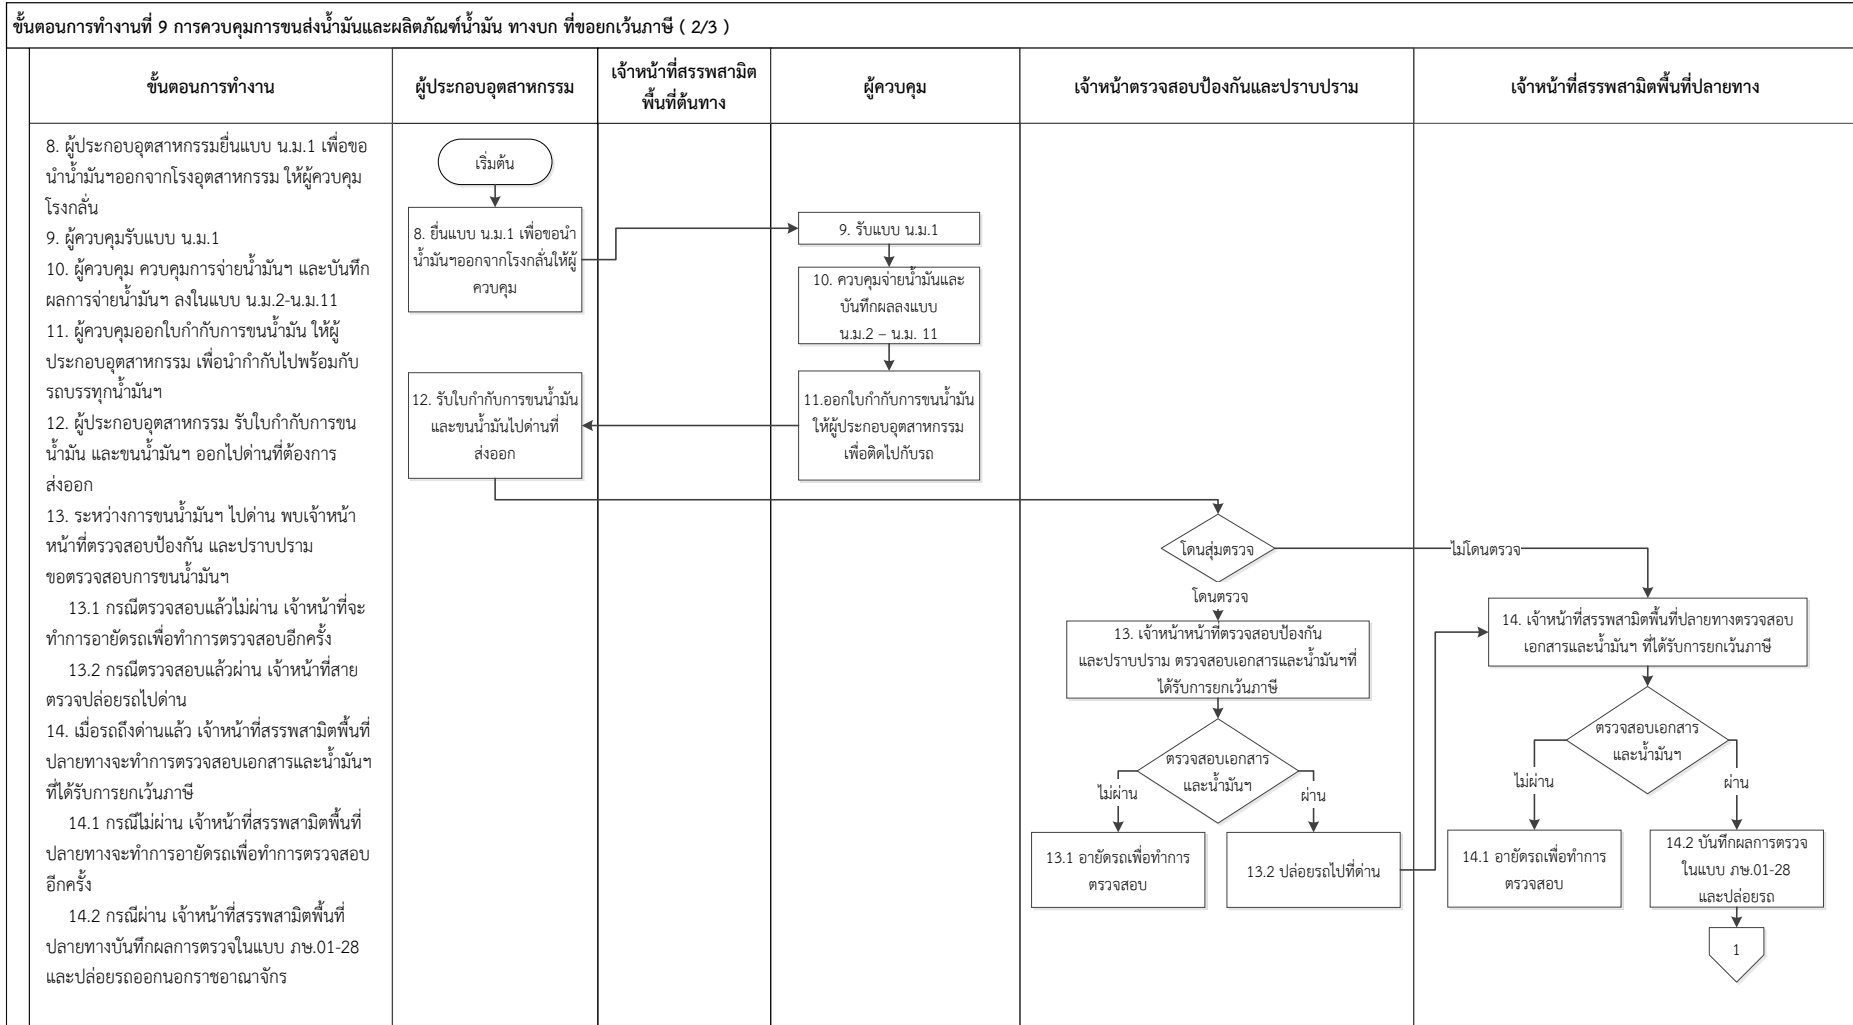 ขั้นตอนการทำงานที่ 9 การควบคุมการขนส่งน้ำมันและผลิตภัณฑ์น้ำมัน ทางบก ที่ขอยกเว้นภาษี ( 2/3 )
ขั้นตอนการทำงาน
ผู้ประกอบอุตสาหกรรม
เจ้าหน้าที่สรรพสามิต
พื้นที่ต้นทาง
ผู้ควบคุม
เจ้าหน้าตรวจสอบป้องกันและปราบปราม
เจ้าหน้าที่สรรพสามิตพื้นที่ปลายทาง
8. ผู้ประกอบอุตสาหกรรมยื่นแบบ น.ม.1 เพื่อขอ
นำน้ำมันฯออกจากโรงอุตสาหกรรม ให้ผู้ควบคุม
โรงกลั่น
9. ผู้ควบคุมรับแบบ น.ม.1
10. ผู้ควบคุม ควบคุมการจ่ายน้ำมันฯ และบันทึก
ผลการจ่ายน้ำมันฯ ลงในแบบ น.ม.2-น.ม.11
11. ผู้ควบคุมออกใบกำกับการขนน้ำมัน ให้ผู้
ประกอบอุตสาหกรรม เพื่อนำกำกับไปพร้อมกับ
รถบรรทุกน้ำมันฯ
12. ผู้ประกอบอุตสาหกรรม รับใบกำกับการขน
น้ำมัน และขนน้ำมันฯ ออกไปด่านที่ต้องการ
ส่งออก
13. ระหว่างการขนน้ำมันฯ ไปด่าน พบเจ้าหน้า
หน้าที่ตรวจสอบป้องกัน และปราบปราม
ขอตรวจสอบการขนน้ำมันฯ
13.1 กรณีตรวจสอบแล้วไม่ผ่าน เจ้าหน้าที่จะ
ทำการอายัดรถเพื่อทำการตรวจสอบอีกครั้ง
13.2 กรณีตรวจสอบแล้วผ่าน เจ้าหน้าที่สาย
ตรวจปล่อยรถไปด่าน
14. เมื่อรถถึงด่านแล้ว เจ้าหน้าที่สรรพสามิตพื้นที่
ปลายทางจะทำการตรวจสอบเอกสารและน้ำมันฯ
ที่ได้รับการยกเว้นภาษี
14.1 กรณีไม่ผ่าน เจ้าหน้าที่สรรพสามิตพื้นที่
ปลายทางจะทำการอายัดรถเพื่อทำการตรวจสอบ
อีกครั้ง
14.2 กรณีผ่าน เจ้าหน้าที่สรรพสามิตพื้นที่
ปลายทางบันทึกผลการตรวจในแบบ ภษ.01-28
และปล่อยรถออกนอกราชอาณาจักร
เริ่มต้น
8. ยื่นแบบ น.ม.1 เพื่อขอนำ
น้ำมันฯออกจากโรงกลั่นให้ผู้
ควบคุม
9. รับแบบ น.ม.1
10. ควบคุมจ่ายน้ำมันและ
บันทึกผลลงแบบ
น.ม.2 – น.ม. 11
11.ออกใบกำกับการขนน้ำมัน
ให้ผู้ประกอบอุตสาหกรรม
เพื่อติดไปกับรถ
12. รับใบกำกับการขนน้ำมัน
และขนน้ำมันไปด่านที่
ส่งออก
โดนสุ่มตรวจ
ไม่โดนตรวจ
โดนตรวจ
13. เจ้าหน้าหน้าที่ตรวจสอบป้องกัน
และปราบปราม ตรวจสอบเอกสารและน้ำมันฯที่
ได้รับการยกเว้นภาษี
ตรวจสอบเอกสาร
และน้ำมันฯ
ไม่ผ่าน
ผ่าน
13.1 อายัดรถเพื่อทำการ
ตรวจสอบ
13.2 ปล่อยรถไปที่ด่าน
14. เจ้าหน้าที่สรรพสามิตพื้นที่ปลายทางตรวจสอบ
เอกสารและน้ำมันฯ ที่ได้รับการยกเว้นภาษี
ตรวจสอบเอกสาร
และน้ำมันฯ
ไม่ผ่าน
ผ่าน
14.1 อายัดรถเพื่อทำการ
ตรวจสอบ
14.2 บันทึกผลการตรวจ
ในแบบ ภษ.01-28
และปล่อยรถ
1